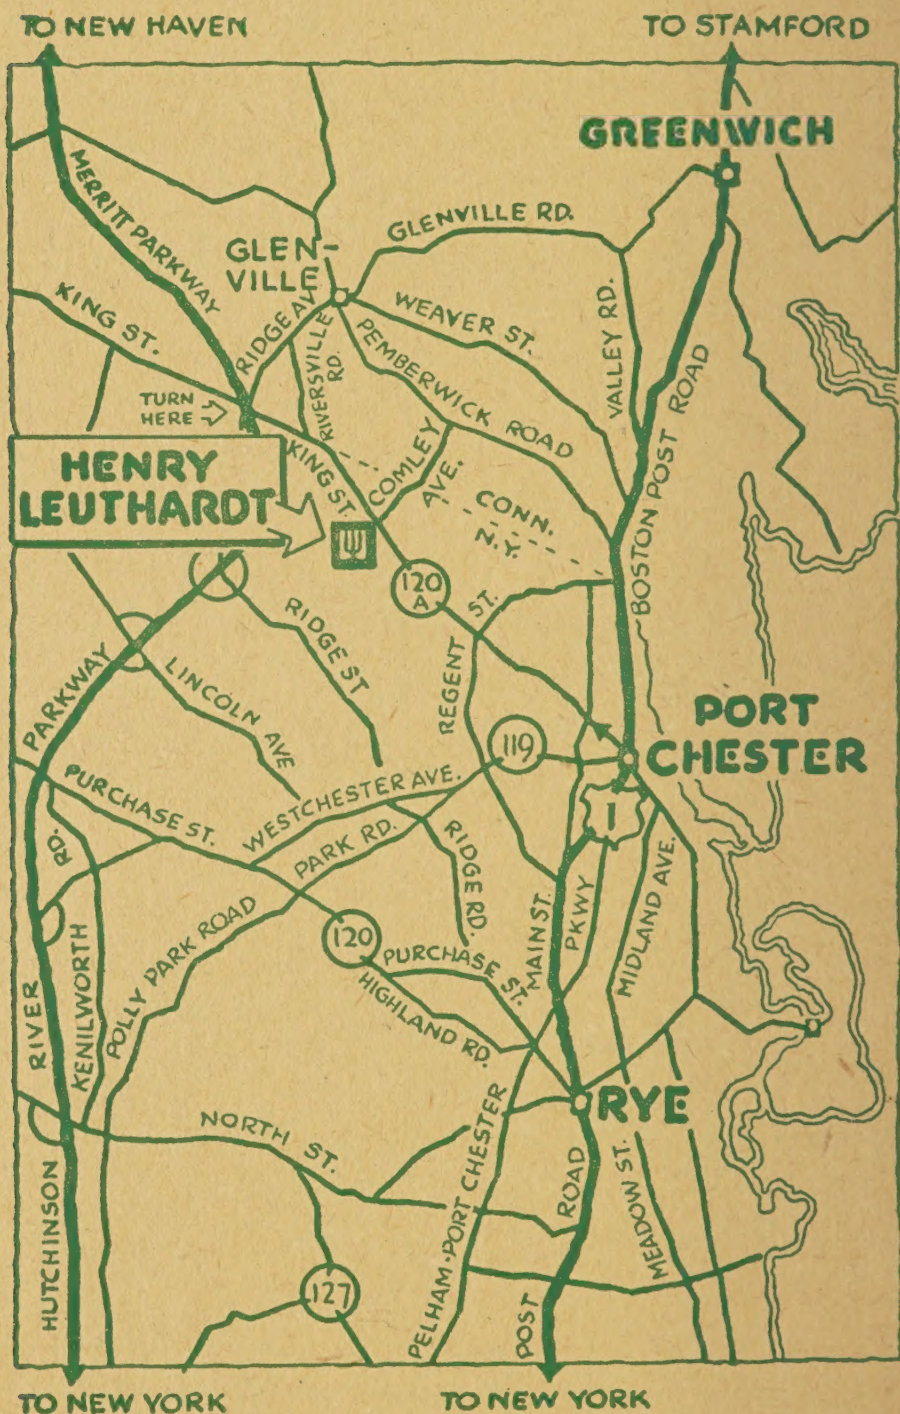 TO NEW HAVEN
TO STAMFORD
GREENWICH
MERRITT PARKWAY
GLENVILLE RD.
GLEN-
VILLE
KING ST.
RIDGE AV.
WEAVER ST.
VALLEY RD.
RIVERSVILLE
RD.
PEMBERWICK ROAD
BOSTON POST ROAD
TURN
HERE
HENRY
LEUTHARDT
KING ST.
COMLEY
AVE.
CONN.
N.Y.
120
A
RIDGE ST
REGENT ST.
PARKWAY
LINCOLN AVE
PORT
CHESTER
119
PURCHASE ST.
WESTCHESTER AVE.
1
PARK RD.
RIDGE RD.
RD.
MAIN ST.
PKWY
MIDLAND AVE.
POLLY PARK ROAD
120
PURCHASE ST.
HIGHLAND RD.
RIVER
KENILWORTH
RYE
NORTH ST.
PELHAM-PORT CHESTER
ROAD
MEADOW ST.
HUTCHINSON
127
POST
TO NEW YORK
TO NEW YORK